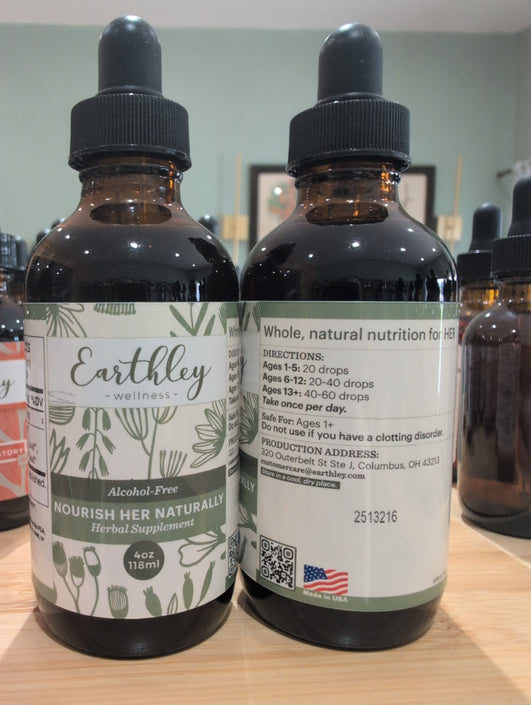 Earthley
- wellness -
Alcohol-Free
NOURISH HER NATURALLY
Herbal Supplement
4oz
118ml
Whole, natural nutrition for HER
DIRECTIONS:
Ages 1-5: 20 drops
Ages 6-12: 20-40 drops
Ages 13+: 40-60 drops
Take once per day.
Safe For: Ages 1+
Do not use if you have a clotting disorder.
PRODUCTION ADDRESS:
320 Outerbelt St Ste J, Columbus, OH 43213
customercare@earthley.com
Store in a cool, dry place.
2513216
Made in USA